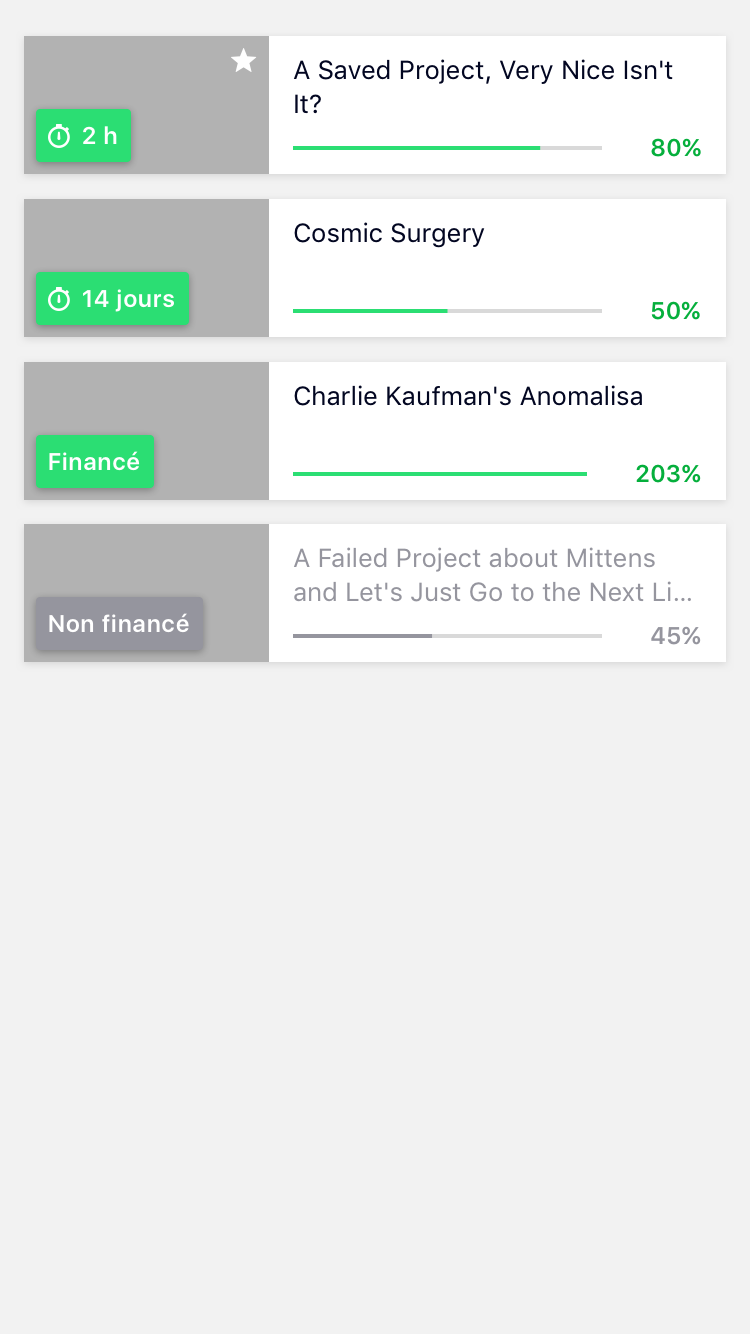 A Saved Project, Very Nice Isn't
It?
2 h
80%
Cosmic Surgery
14 jours
50%
Charlie Kaufman's Anomalisa
Financé
203%
A Failed Project about Mittens
and Let's Just Go to the Next Li...
Non financé
45%